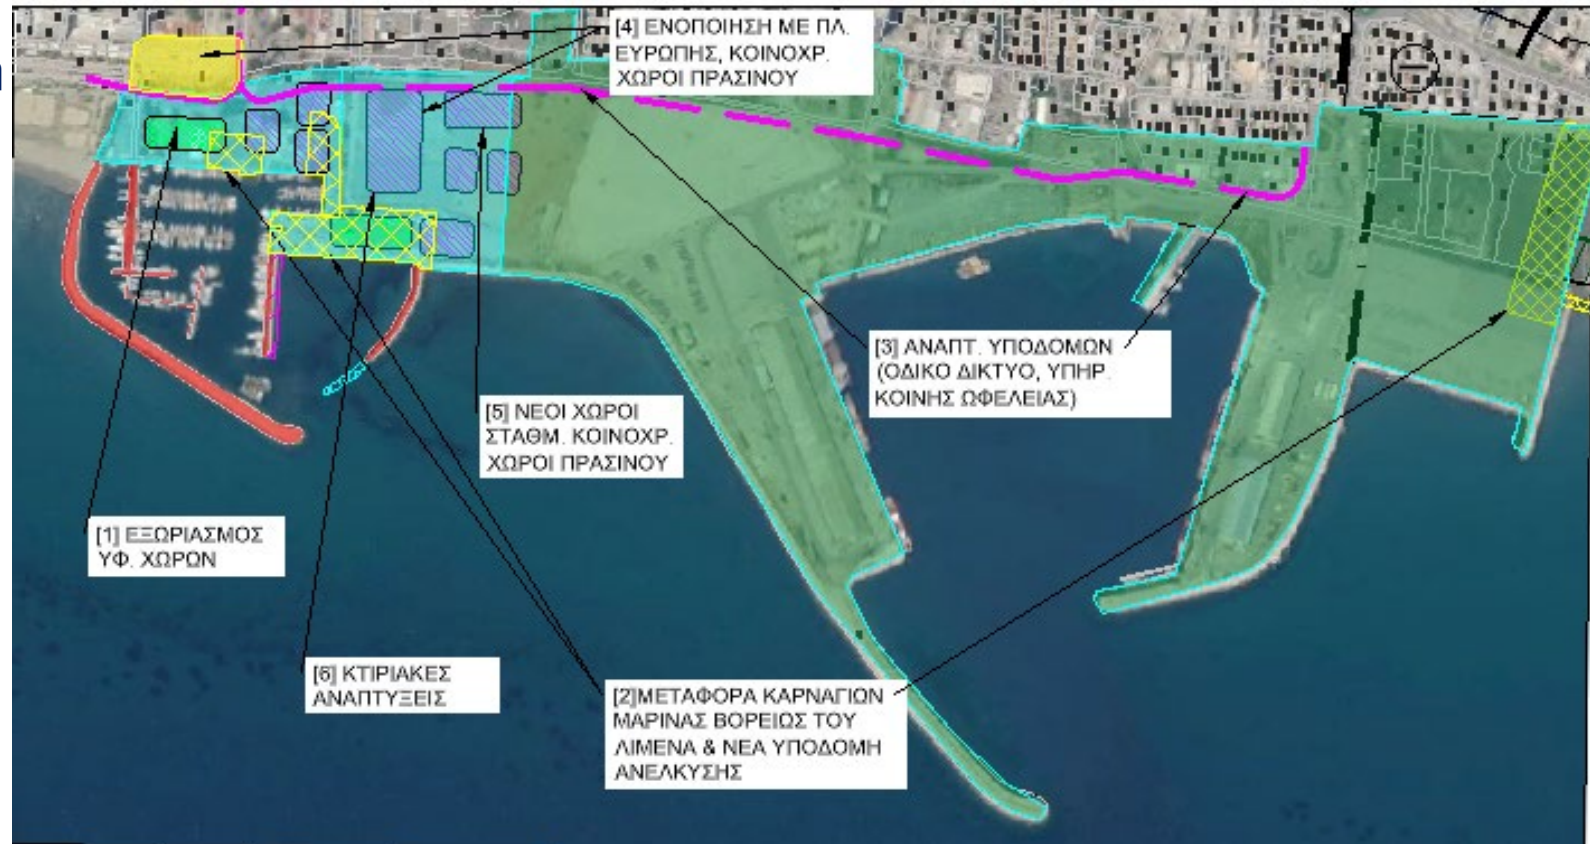 [4] ΕΝΟΠΟΙΗΣΗ ΜΕ ΠΛ.
ΕΥΡΩΠΗΣ, ΚΟΙΝΟΧΡ.
ΧΩΡΟΙ ΠΡΑΣΙΝΟΥ
[3] ΑΝΑΠΤ. ΥΠΟΔΟΜΩΝ
(ΟΔΙΚΟ ΔΙΚΤΥΟ, ΥΠΗΡ.
ΚΟΙΝΗΣ ΩΦΕΛΕΙΑΣ)
[5] ΝΕΟΙ ΧΩΡΟΙ
ΣΤΑΘΜ. ΚΟΙΝΟΧΡ.
ΧΩΡΟΙ ΠΡΑΣΙΝΟΥ
[1] ΕΞΩΡΙΑΣΜΟΣ
ΥΦ. ΧΩΡΩΝ
[6] ΚΤΙΡΙΑΚΕΣ
ΑΝΑΠΤΥΞΕΙΣ
[2]ΜΕΤΑΦΟΡΑ ΚΑΡΝΑΓΙΩΝ
ΜΑΡΙΝΑΣ ΒΟΡΕΙΩΣ ΤΟΥ
ΛΙΜΕΝΑ & ΝΕΑ ΥΠΟΔΟΜΗ
ΑΝΕΛΚΥΣΗΣ